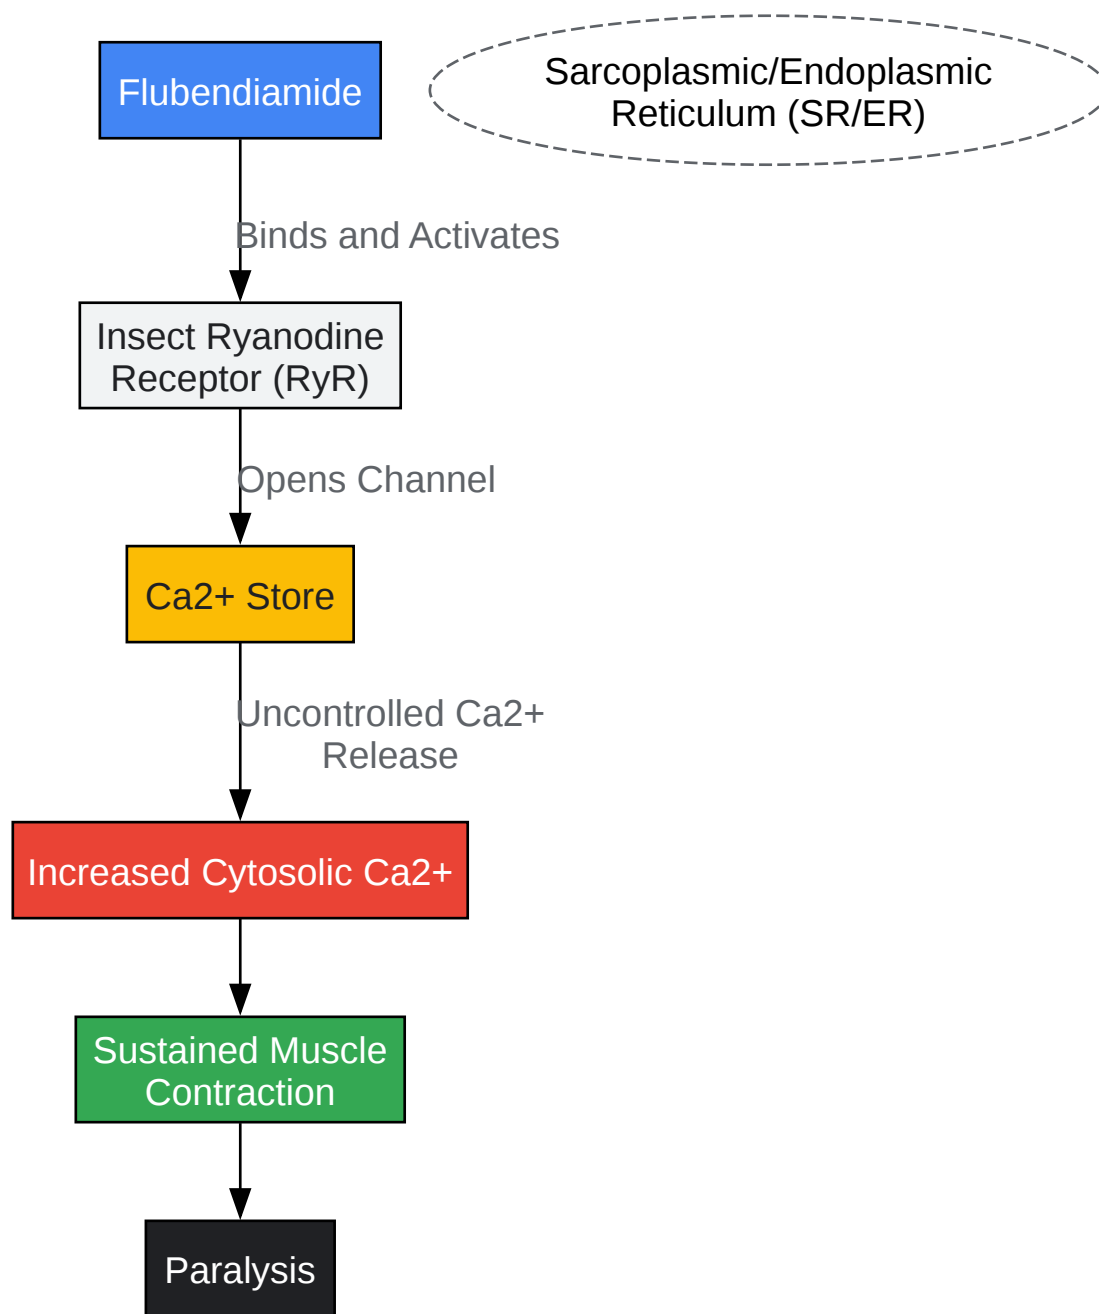 Flubendiamide
Sarcoplasmic/Endoplasmic
Reticulum (SR/ER)
Binds and Activates
Insect Ryanodine
Receptor (RyR)
Opens Channel
Ca2+ Store
Uncontrolled Ca2+
Release
Increased Cytosolic Ca2+
Sustained Muscle
Contraction
Paralysis